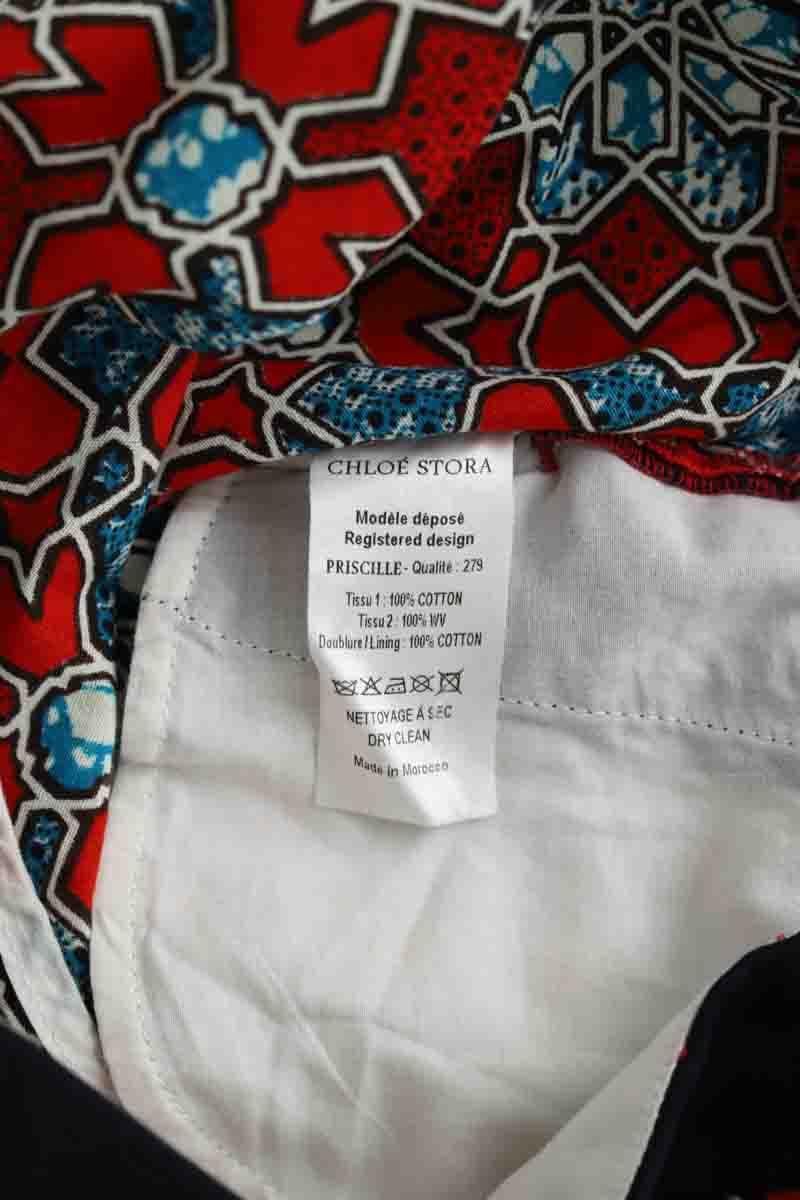 CHLOÉ STORA
Modèle déposé
Registered design
PRISCILLE - Qualité : 279
Tissu 1 : 100% COTTON
Tissu 2 : 100% WV
Doublure / Lining : 100% COTTON
NETTOYAGE À SEC
DRY CLEAN
Made in Morocco